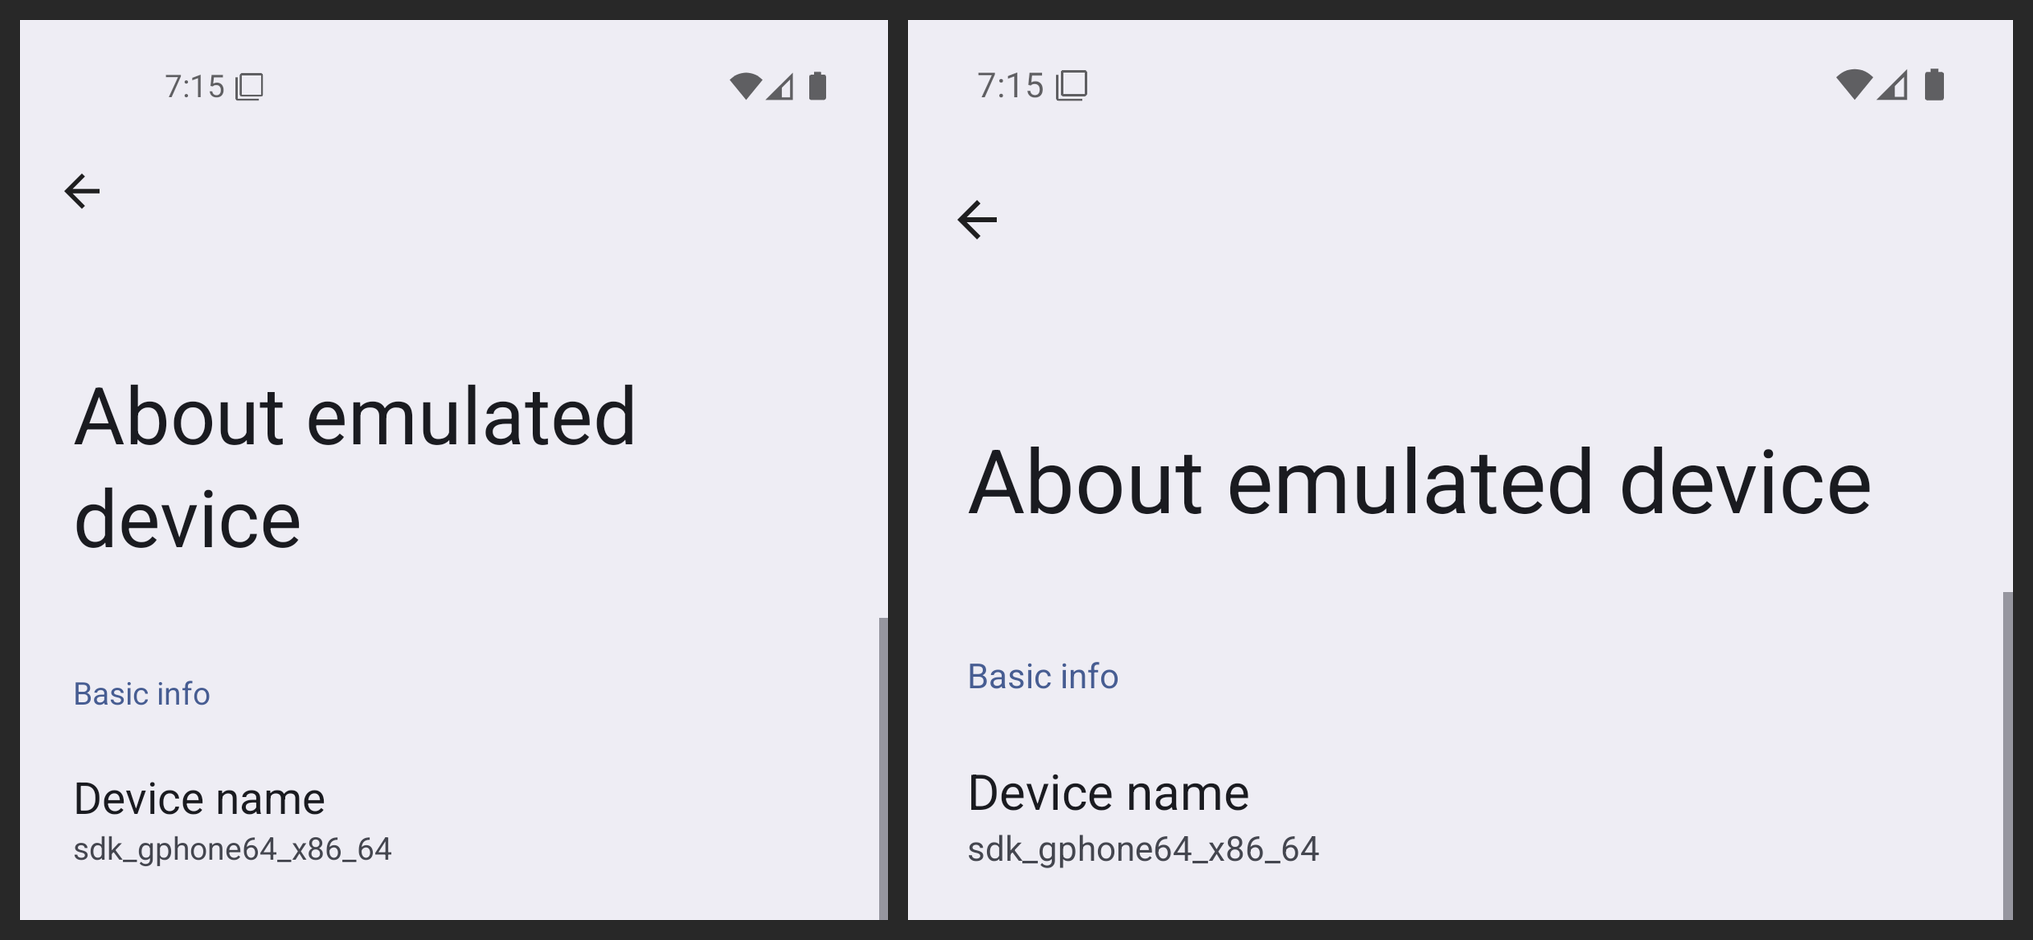 7:15
About emulated
device
Basic info
Device name
sdk_gphone64_x86_64
7:15
About emulated device
Basic info
Device name
sdk_gphone64_x86_64